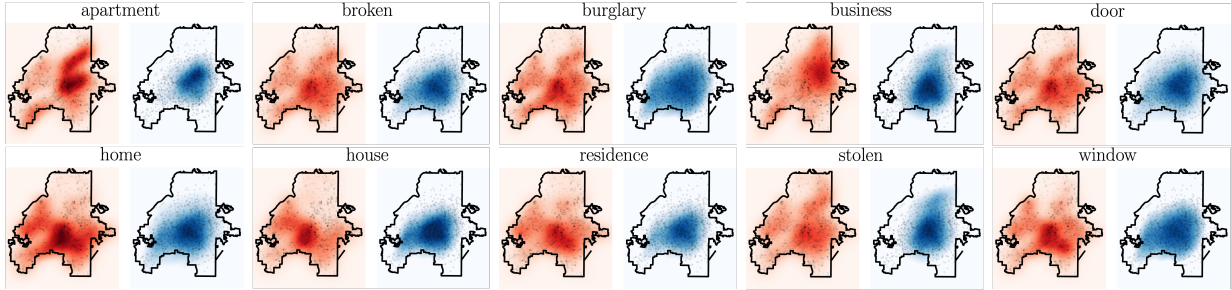 apartment
broken
burglary
business
door
home
house
residence
stolen
window